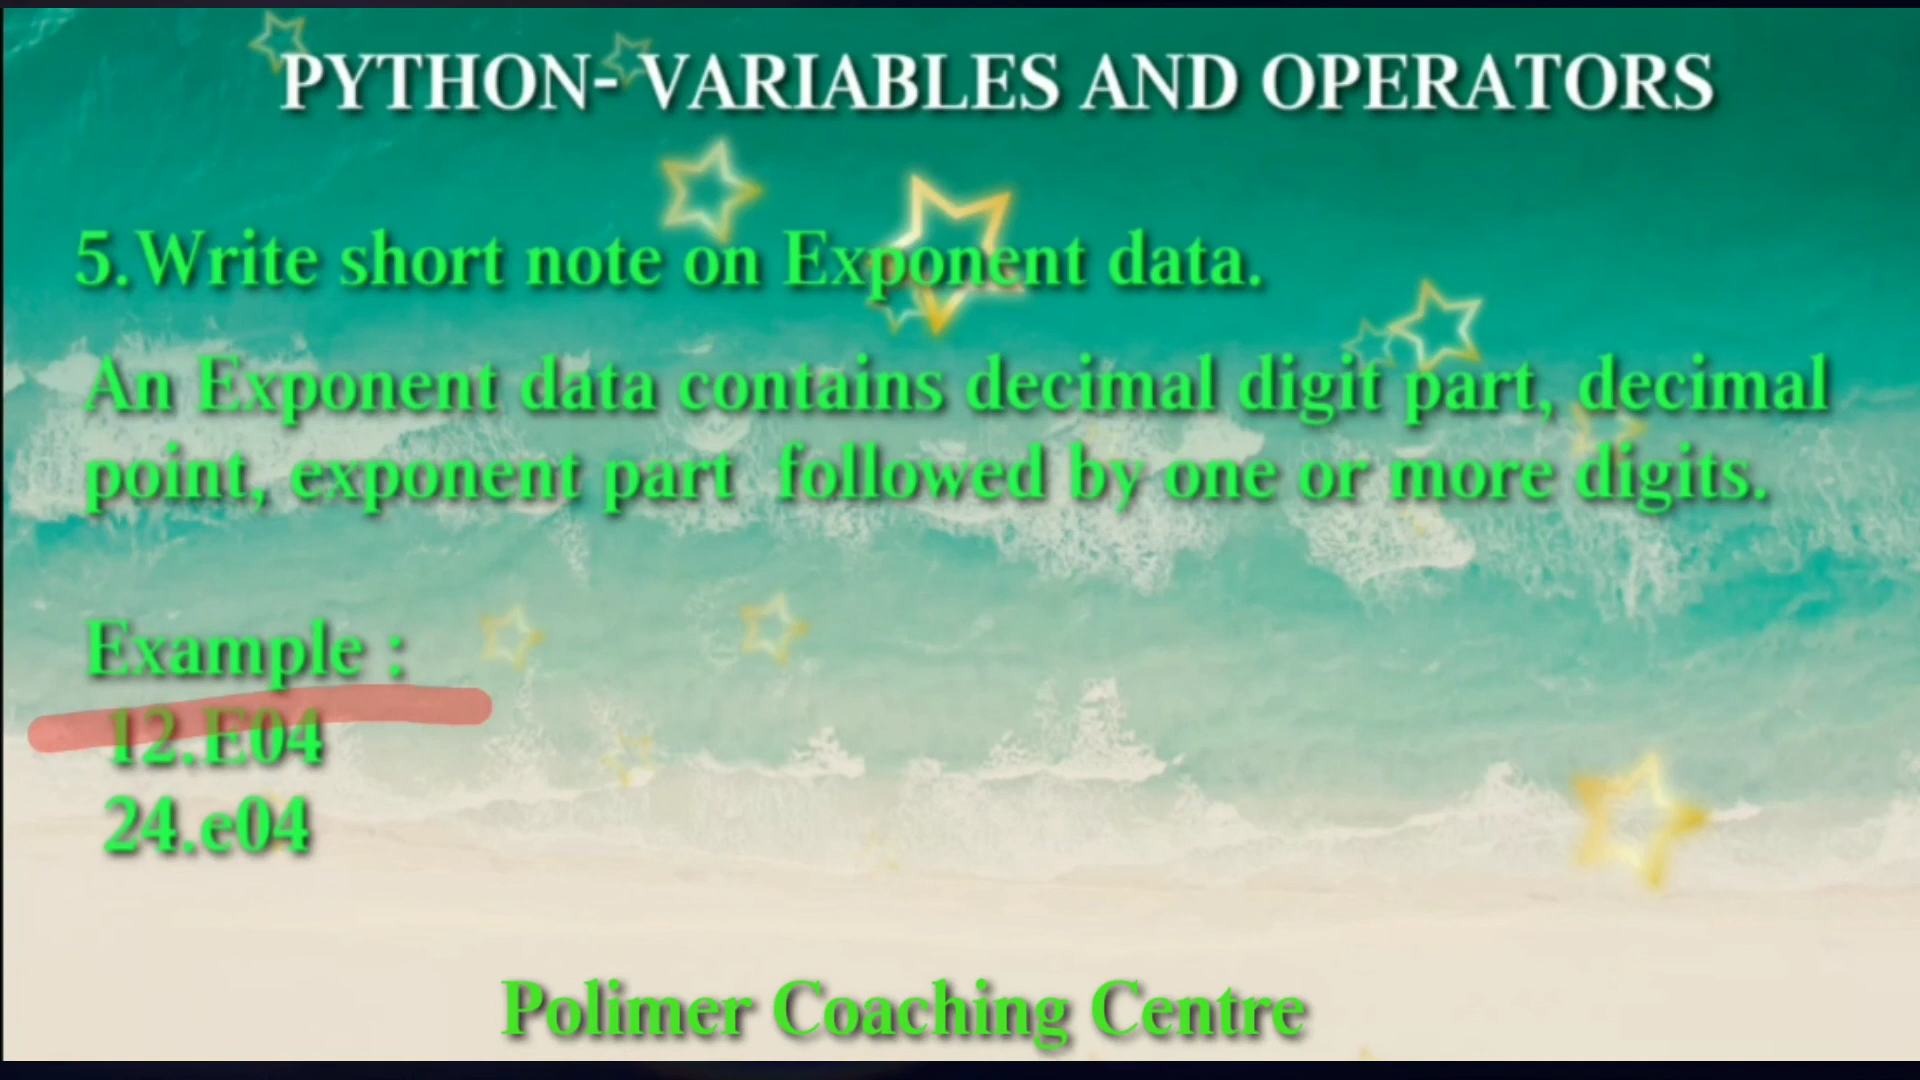 PYTHON- VARIABLES AND OPERATORS
5.Write short note on Exponent data.
An Exponent data contains decimal digit part, decimal
point, exponent part followed by one or more digits.
Example :
12.E04
24.e04
Polimer Coaching Centre